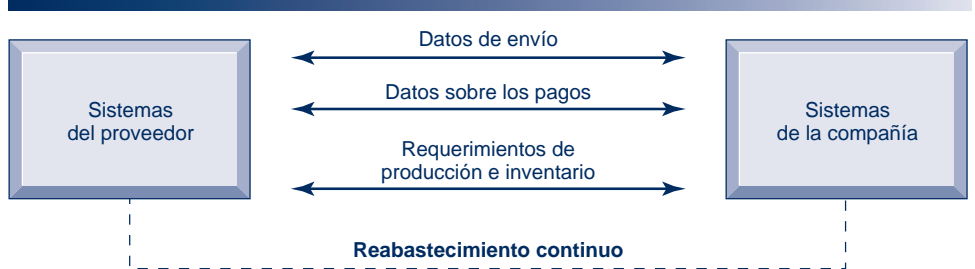 Datos de envío
Datos sobre los pagos
Sistemas
del proveedor
Sistemas
de la compañía
Requerimientos de
producción e inventario
Reabastecimiento continuo